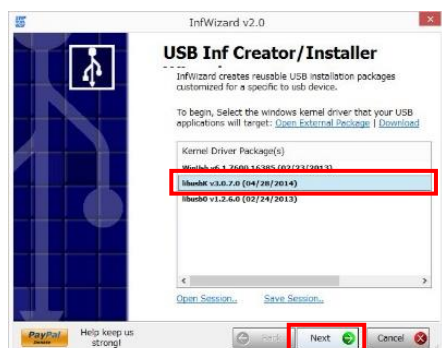 InfWizard v2.0
USB Inf Creator/Installer
InfWizard creates reusable USB installation packages
customized for a specific to usb device.
To begin, Select the windows kernel driver that your USB
applications will target: Open External Package | Download
Kernel Driver Package(s)
WinUsb v6.1.7600.16385 (02/23/2013)
libusbK v3.0.7.0 (04/28/2014)
libusb0 v1.2.6.0 (02/24/2013)
Open Session..
Save Session..
PayPal
Donate
Help keep us
strong!
Next
Cancel